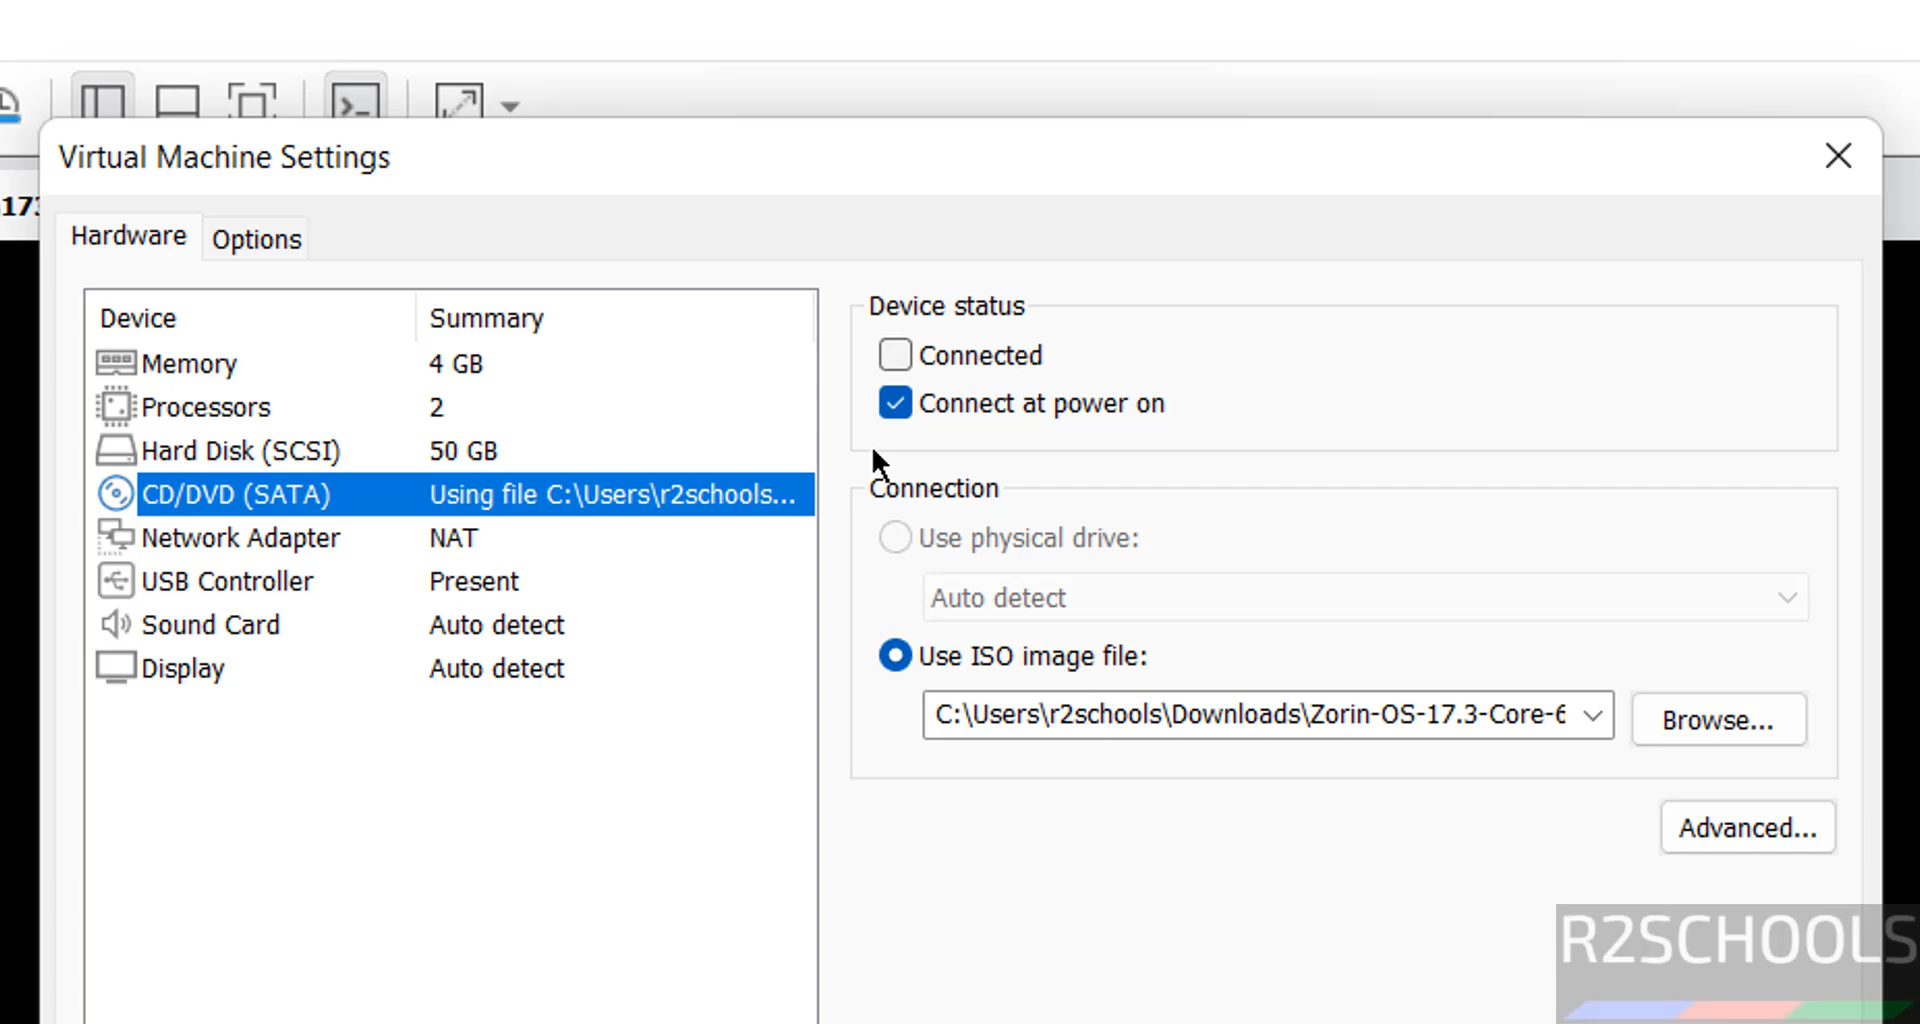 Virtual Machine Settings
173
Hardware
Options
Device Summary
Memory 4 GB
Processors 2
Hard Disk (SCSI) 50 GB
CD/DVD (SATA) Using file C:\Users\r2schools...
Network Adapter NAT
USB Controller Present
Sound Card Auto detect
Display Auto detect
Device status
Connected
Connect at power on
Connection
Use physical drive:
Auto detect
Use ISO image file:
C:\Users\r2schools\Downloads\Zorin-OS-17.3-Core-6
Browse...
Advanced...
R2SCHOOLS